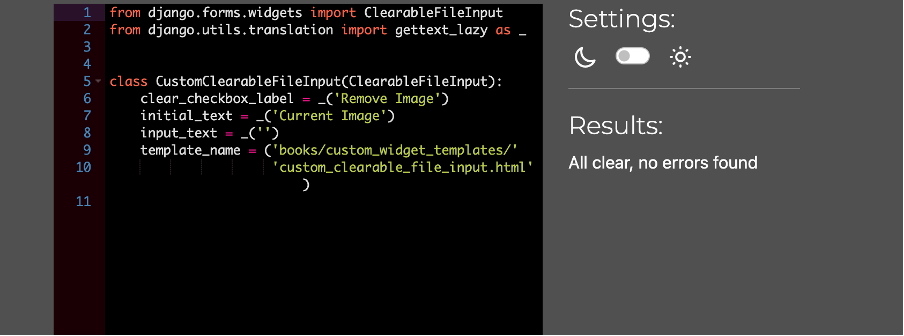 1 from django.forms.widgets import ClearableFileInput
2 from django.utils.translation import gettext_lazy as _
3
4
5 class CustomClearableFileInput(ClearableFileInput):
6     clear_checkbox_label = _('Remove Image')
7     initial_text = _('Current Image')
8     input_text = _('')
9     template_name = ('books/custom_widget_templates/'
10                     'custom_clearable_file_input.html'
)
11
Settings:
Results:
All clear, no errors found